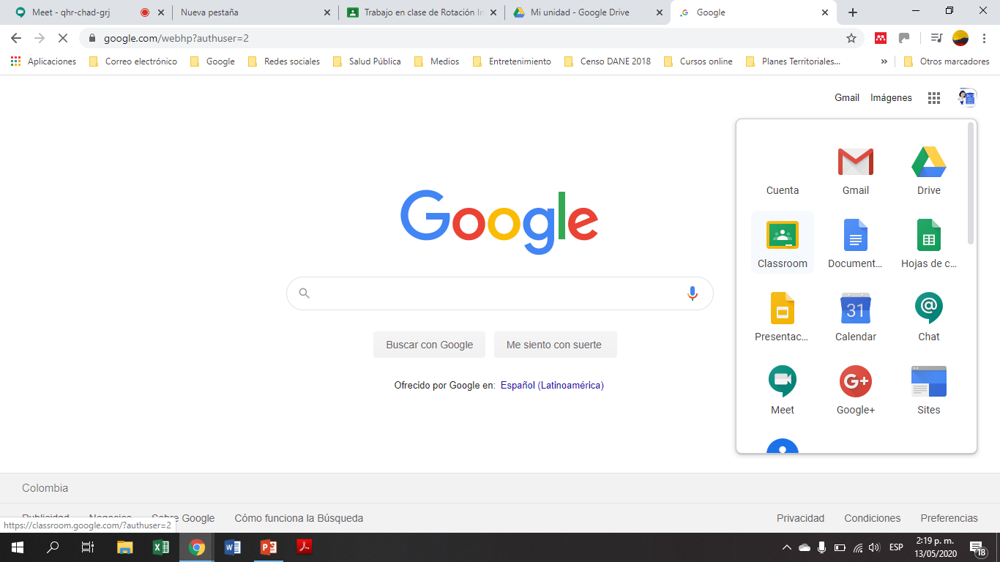 Meet - qhr-chad-grj
Nueva pestaña
Trabajo en clase de Rotación In
Mi unidad - Google Drive
Google
google.com/webhp?authuser=2
Aplicaciones Correo electrónico Google Redes sociales Salud Pública Medios Entretenimiento Censo DANE 2018 Cursos online Planes Territoriales... » Otros marcadores
Gmail Imágenes
Cuenta Gmail Drive
Classroom Document... Hojas de c...
31
Presentac... Calendar Chat
G+
Meet Google+ Sites
Google
Buscar con Google Me siento con suerte
Ofrecido por Google en: Español (Latinoamérica)
Colombia
Publicidad Negocios Sobre Google Cómo funciona la Búsqueda Privacidad Condiciones Preferencias
https://classroom.google.com/?authuser=2
ESP
2:19 p. m.
13/05/2020
18